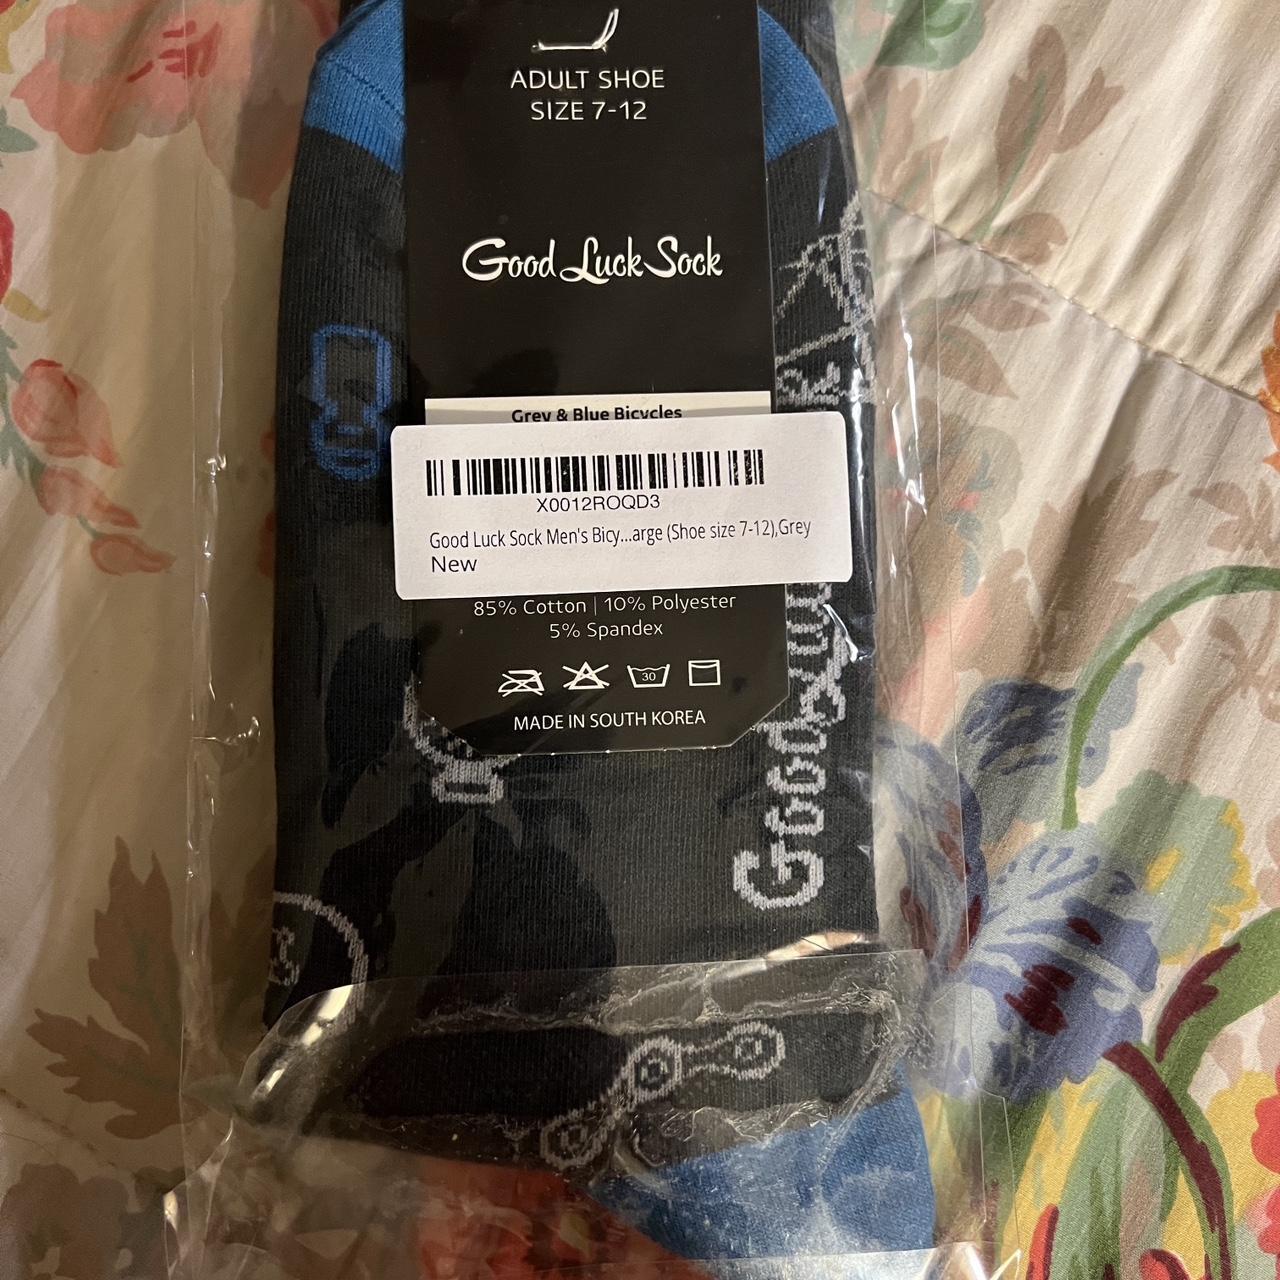 ADULT SHOE
SIZE 7-12
Good Luck Sock
Grey & Blue Bicycles
X0012ROQD3
Good Luck Sock Men's Bicy...arge (Shoe size 7-12),Grey
New
85% Cotton | 10% Polyester
5% Spandex
30
MADE IN SOUTH KOREA
Good